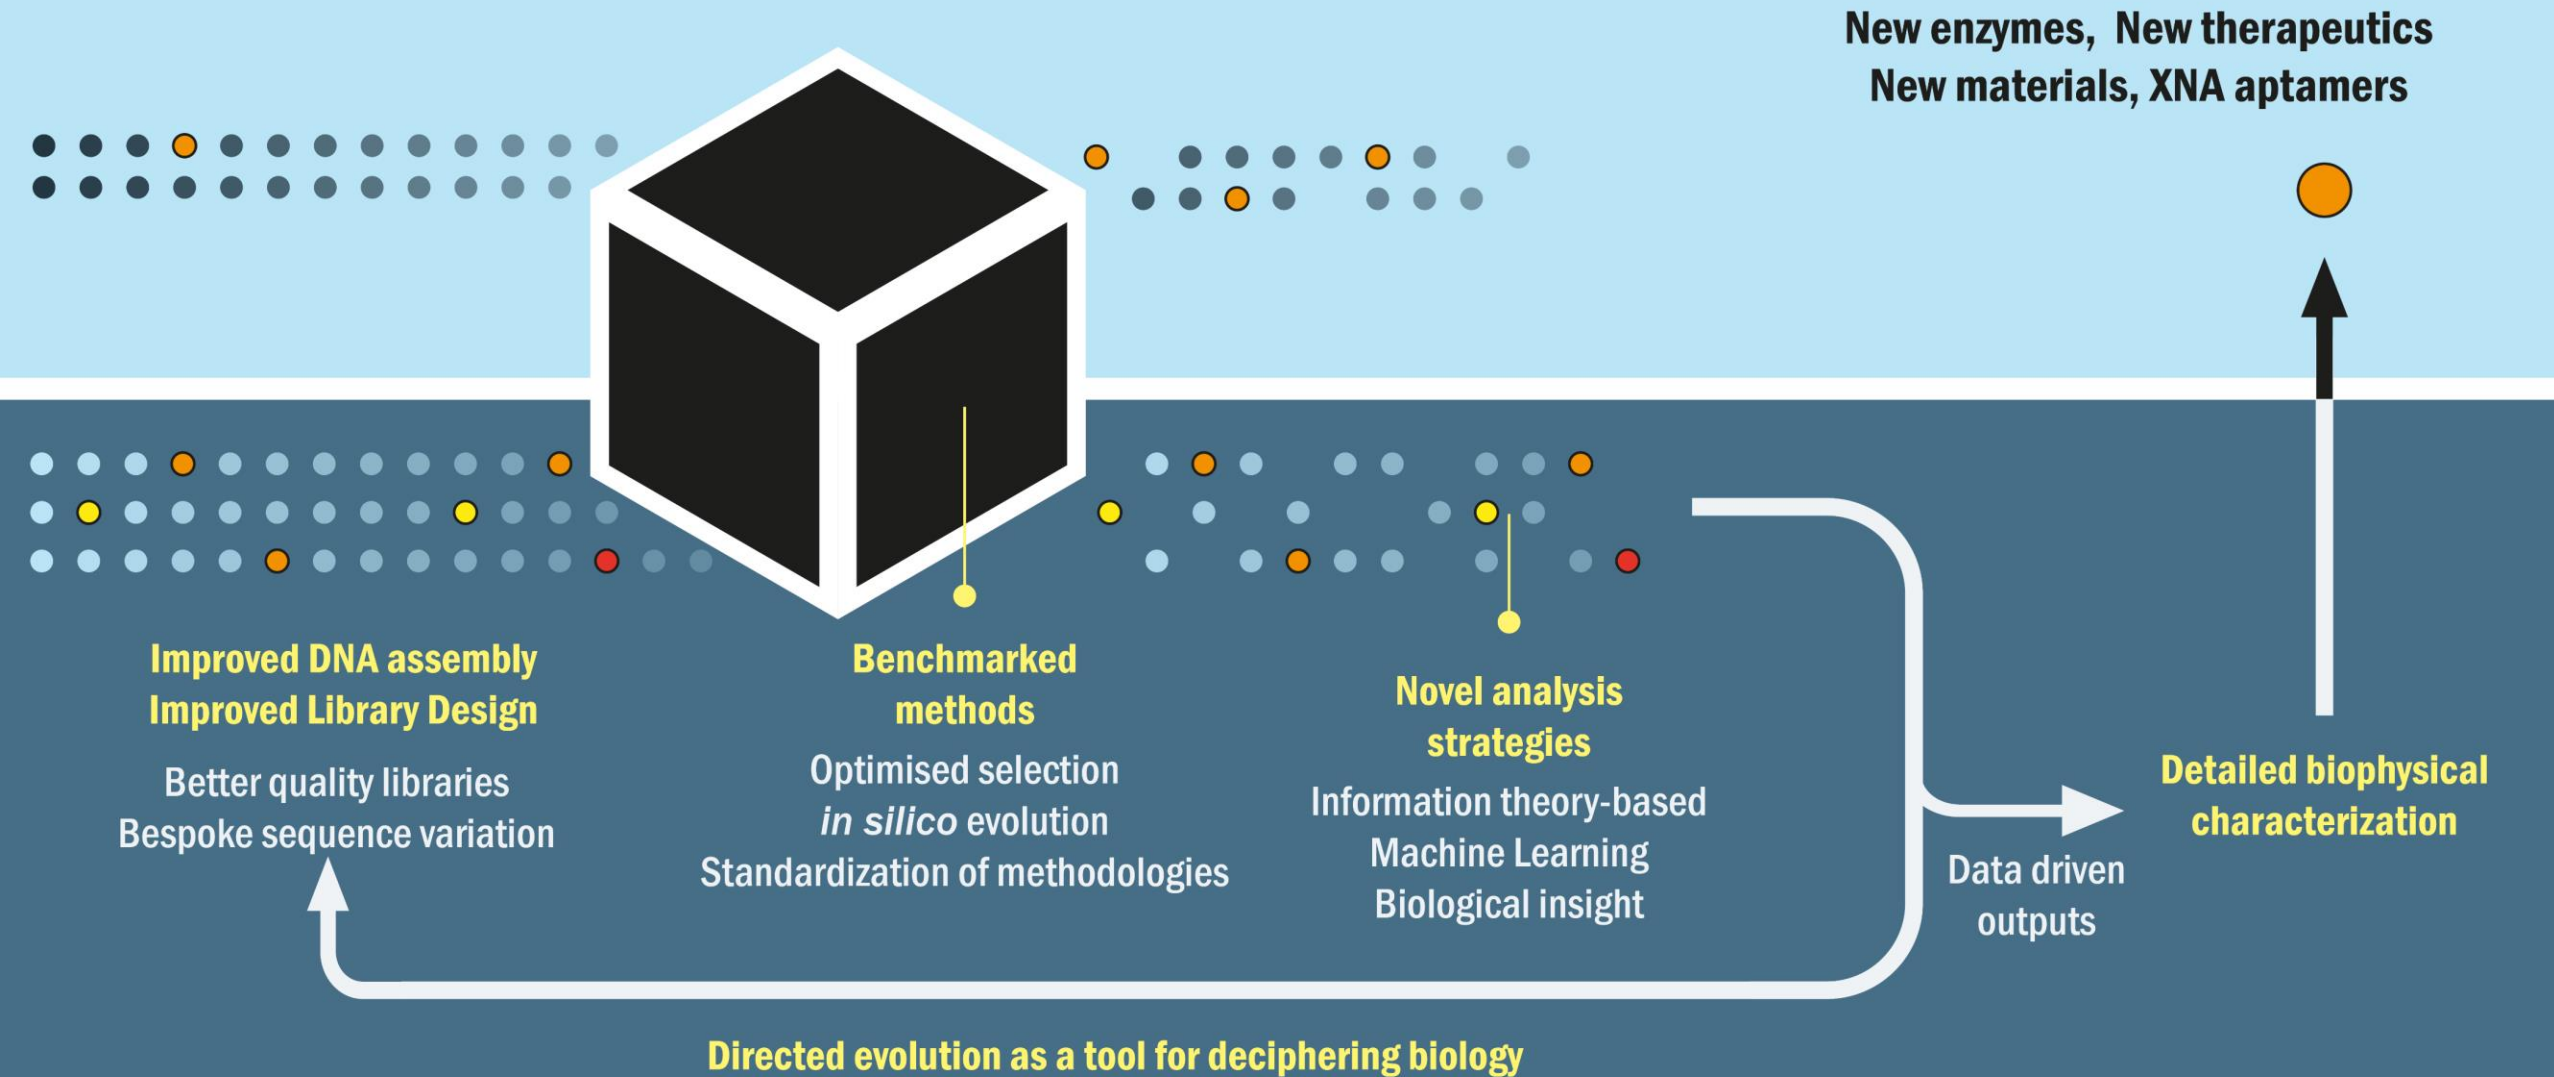 New enzymes, New therapeutics
New materials, XNA aptamers
Improved DNA assembly
Improved Library Design
Better quality libraries
Bespoke sequence variation
Benchmarked
methods
Optimised selection
in silico evolution
Standardization of methodologies
Novel analysis
strategies
Information theory-based
Machine Learning
Biological insight
Data driven
outputs
Detailed biophysical
characterization
Directed evolution as a tool for deciphering biology